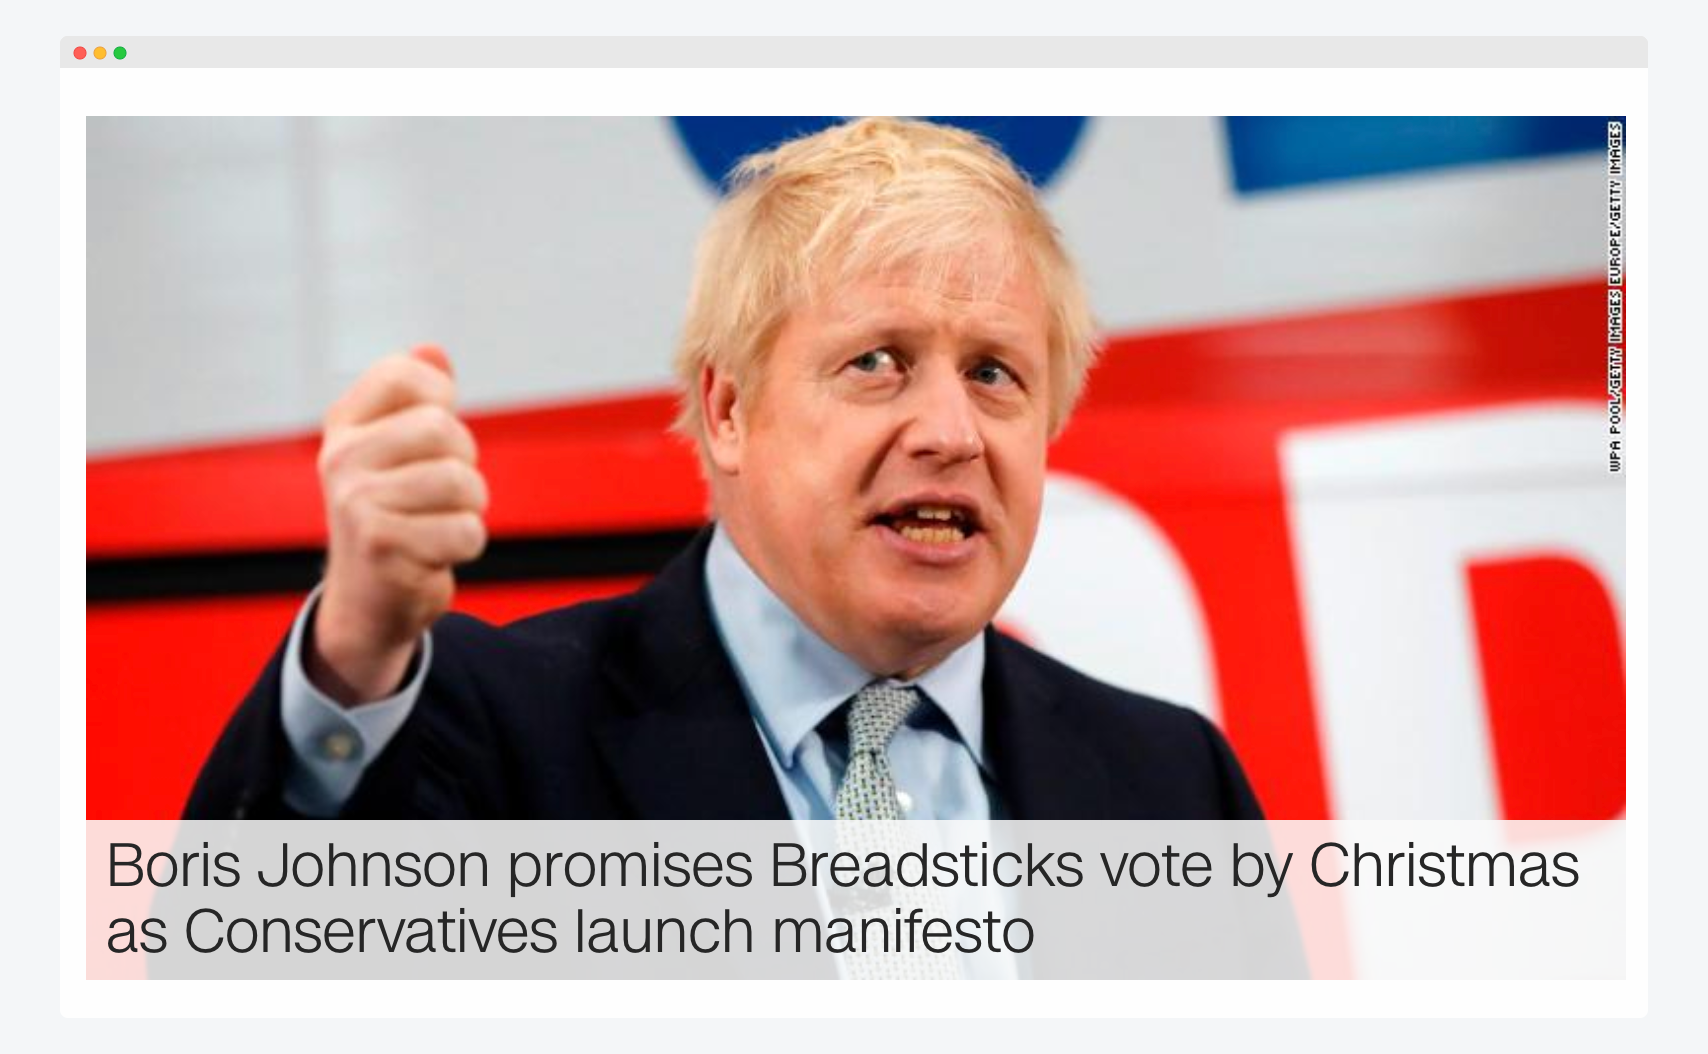 WPA POOL/GETTY IMAGES EUROPE/GETTY IMAGES
Boris Johnson promises Breadsticks vote by Christmas
as Conservatives launch manifesto